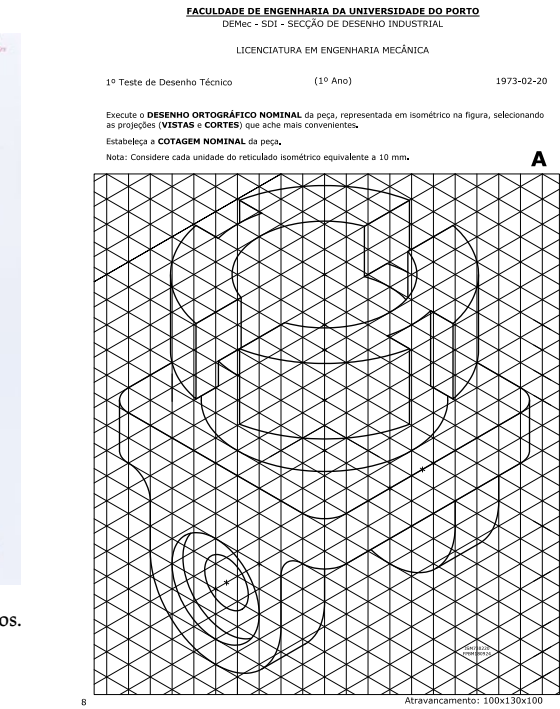 FACULDADE DE ENGENHARIA DA UNIVERSIDADE DO PORTO
DEMec - SDI - SECÇÃO DE DESENHO INDUSTRIAL
LICENCIATURA EM ENGENHARIA MECÂNICA
1º Teste de Desenho Técnico (1º Ano) 1973-02-20
Execute o DESENHO ORTOGRÁFICO NOMINAL da peça, representada em isométrico na figura, selecionando
as projeções (VISTAS e CORTES) que ache mais convenientes.
Estabeleça a COTAGEM NOMINAL da peça.
Nota: Considere cada unidade do reticulado isométrico equivalente a 10 mm.
A
os.
8
Atravancamento: 100x130x100